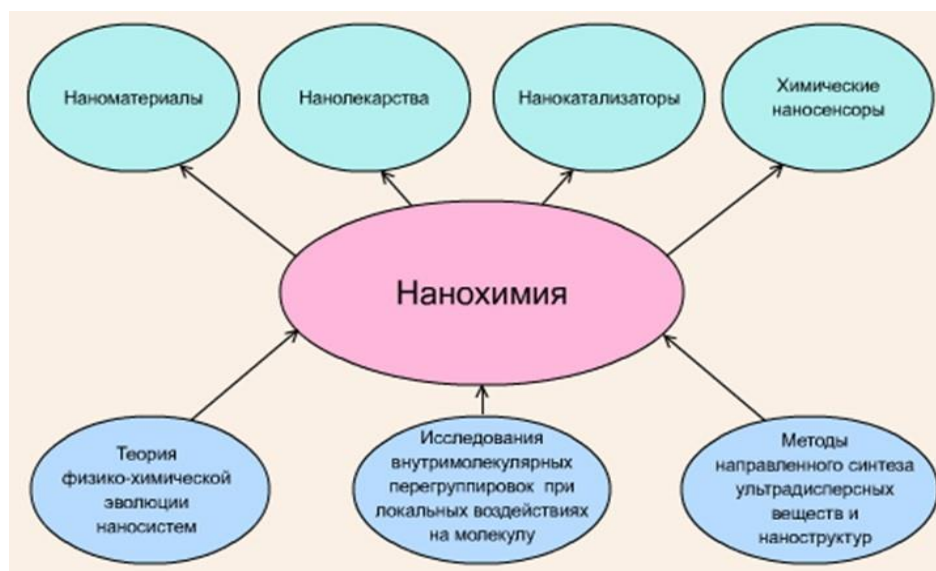 Наноматериалы
Нанолекарства
Нанокатализаторы
Химические
наносенсоры
Нанохимия
Теория
физико-химической
эволюции
наносистем
Исследования
внутримолекулярных
перегруппировок при
локальных воздействиях
на молекулу
Методы
направленного синтеза
ультрадисперсных
веществ и
наноструктур